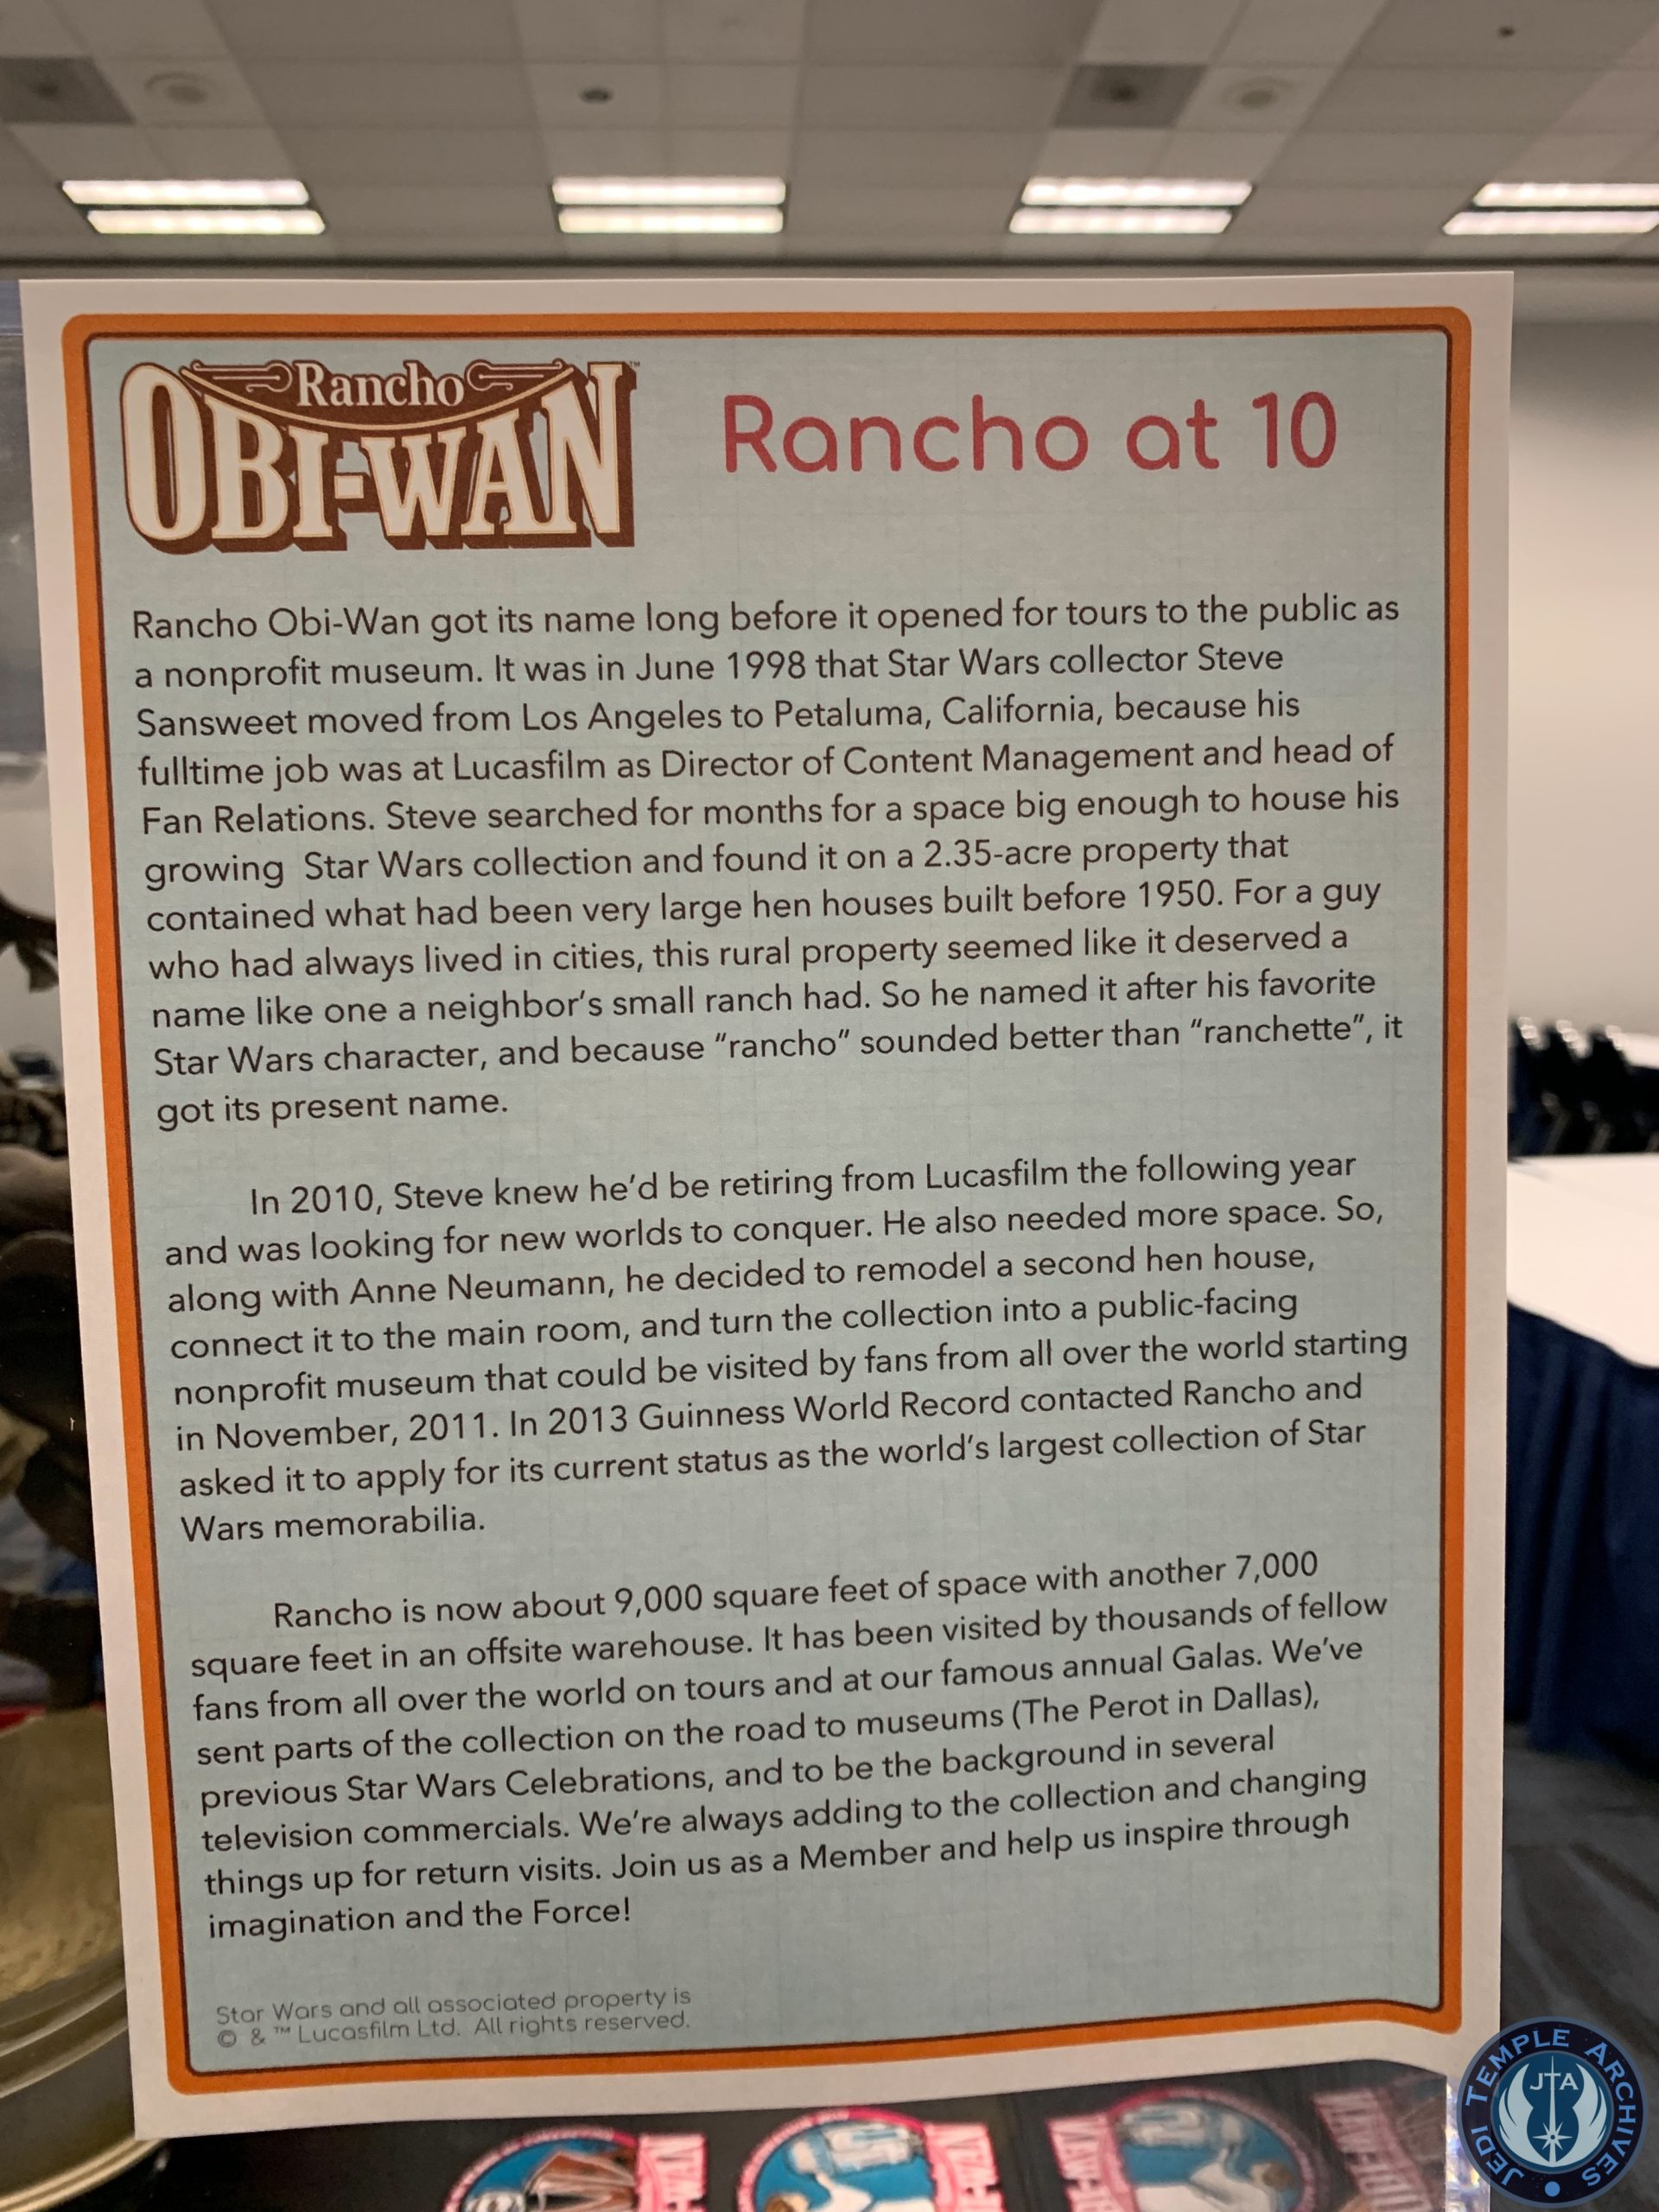 Rancho
OBI-WAN™
Rancho at 10
Rancho Obi-Wan got its name long before it opened for tours to the public as
a nonprofit museum. It was in June 1998 that Star Wars collector Steve
Sansweet moved from Los Angeles to Petaluma, California, because his
fulltime job was at Lucasfilm as Director of Content Management and head of
Fan Relations. Steve searched for months for a space big enough to house his
growing  Star Wars collection and found it on a 2.35-acre property that
contained what had been very large hen houses built before 1950. For a guy
who had always lived in cities, this rural property seemed like it deserved a
name like one a neighbor's small ranch had. So he named it after his favorite
Star Wars character, and because “rancho” sounded better than “ranchette”, it
got its present name.
In 2010, Steve knew he'd be retiring from Lucasfilm the following year
and was looking for new worlds to conquer. He also needed more space. So,
along with Anne Neumann, he decided to remodel a second hen house,
connect it to the main room, and turn the collection into a public-facing
nonprofit museum that could be visited by fans from all over the world starting
in November, 2011. In 2013 Guinness World Record contacted Rancho and
asked it to apply for its current status as the world's largest collection of Star
Wars memorabilia.
Rancho is now about 9,000 square feet of space with another 7,000
square feet in an offsite warehouse. It has been visited by thousands of fellow
fans from all over the world on tours and at our famous annual Galas. We've
sent parts of the collection on the road to museums (The Perot in Dallas),
previous Star Wars Celebrations, and to be the background in several
television commercials. We're always adding to the collection and changing
things up for return visits. Join us as a Member and help us inspire through
imagination and the Force!
Star Wars and all associated property is
© & ™ Lucasfilm Ltd. All rights reserved.
JEDI TEMPLE ARCHIVES
JTA